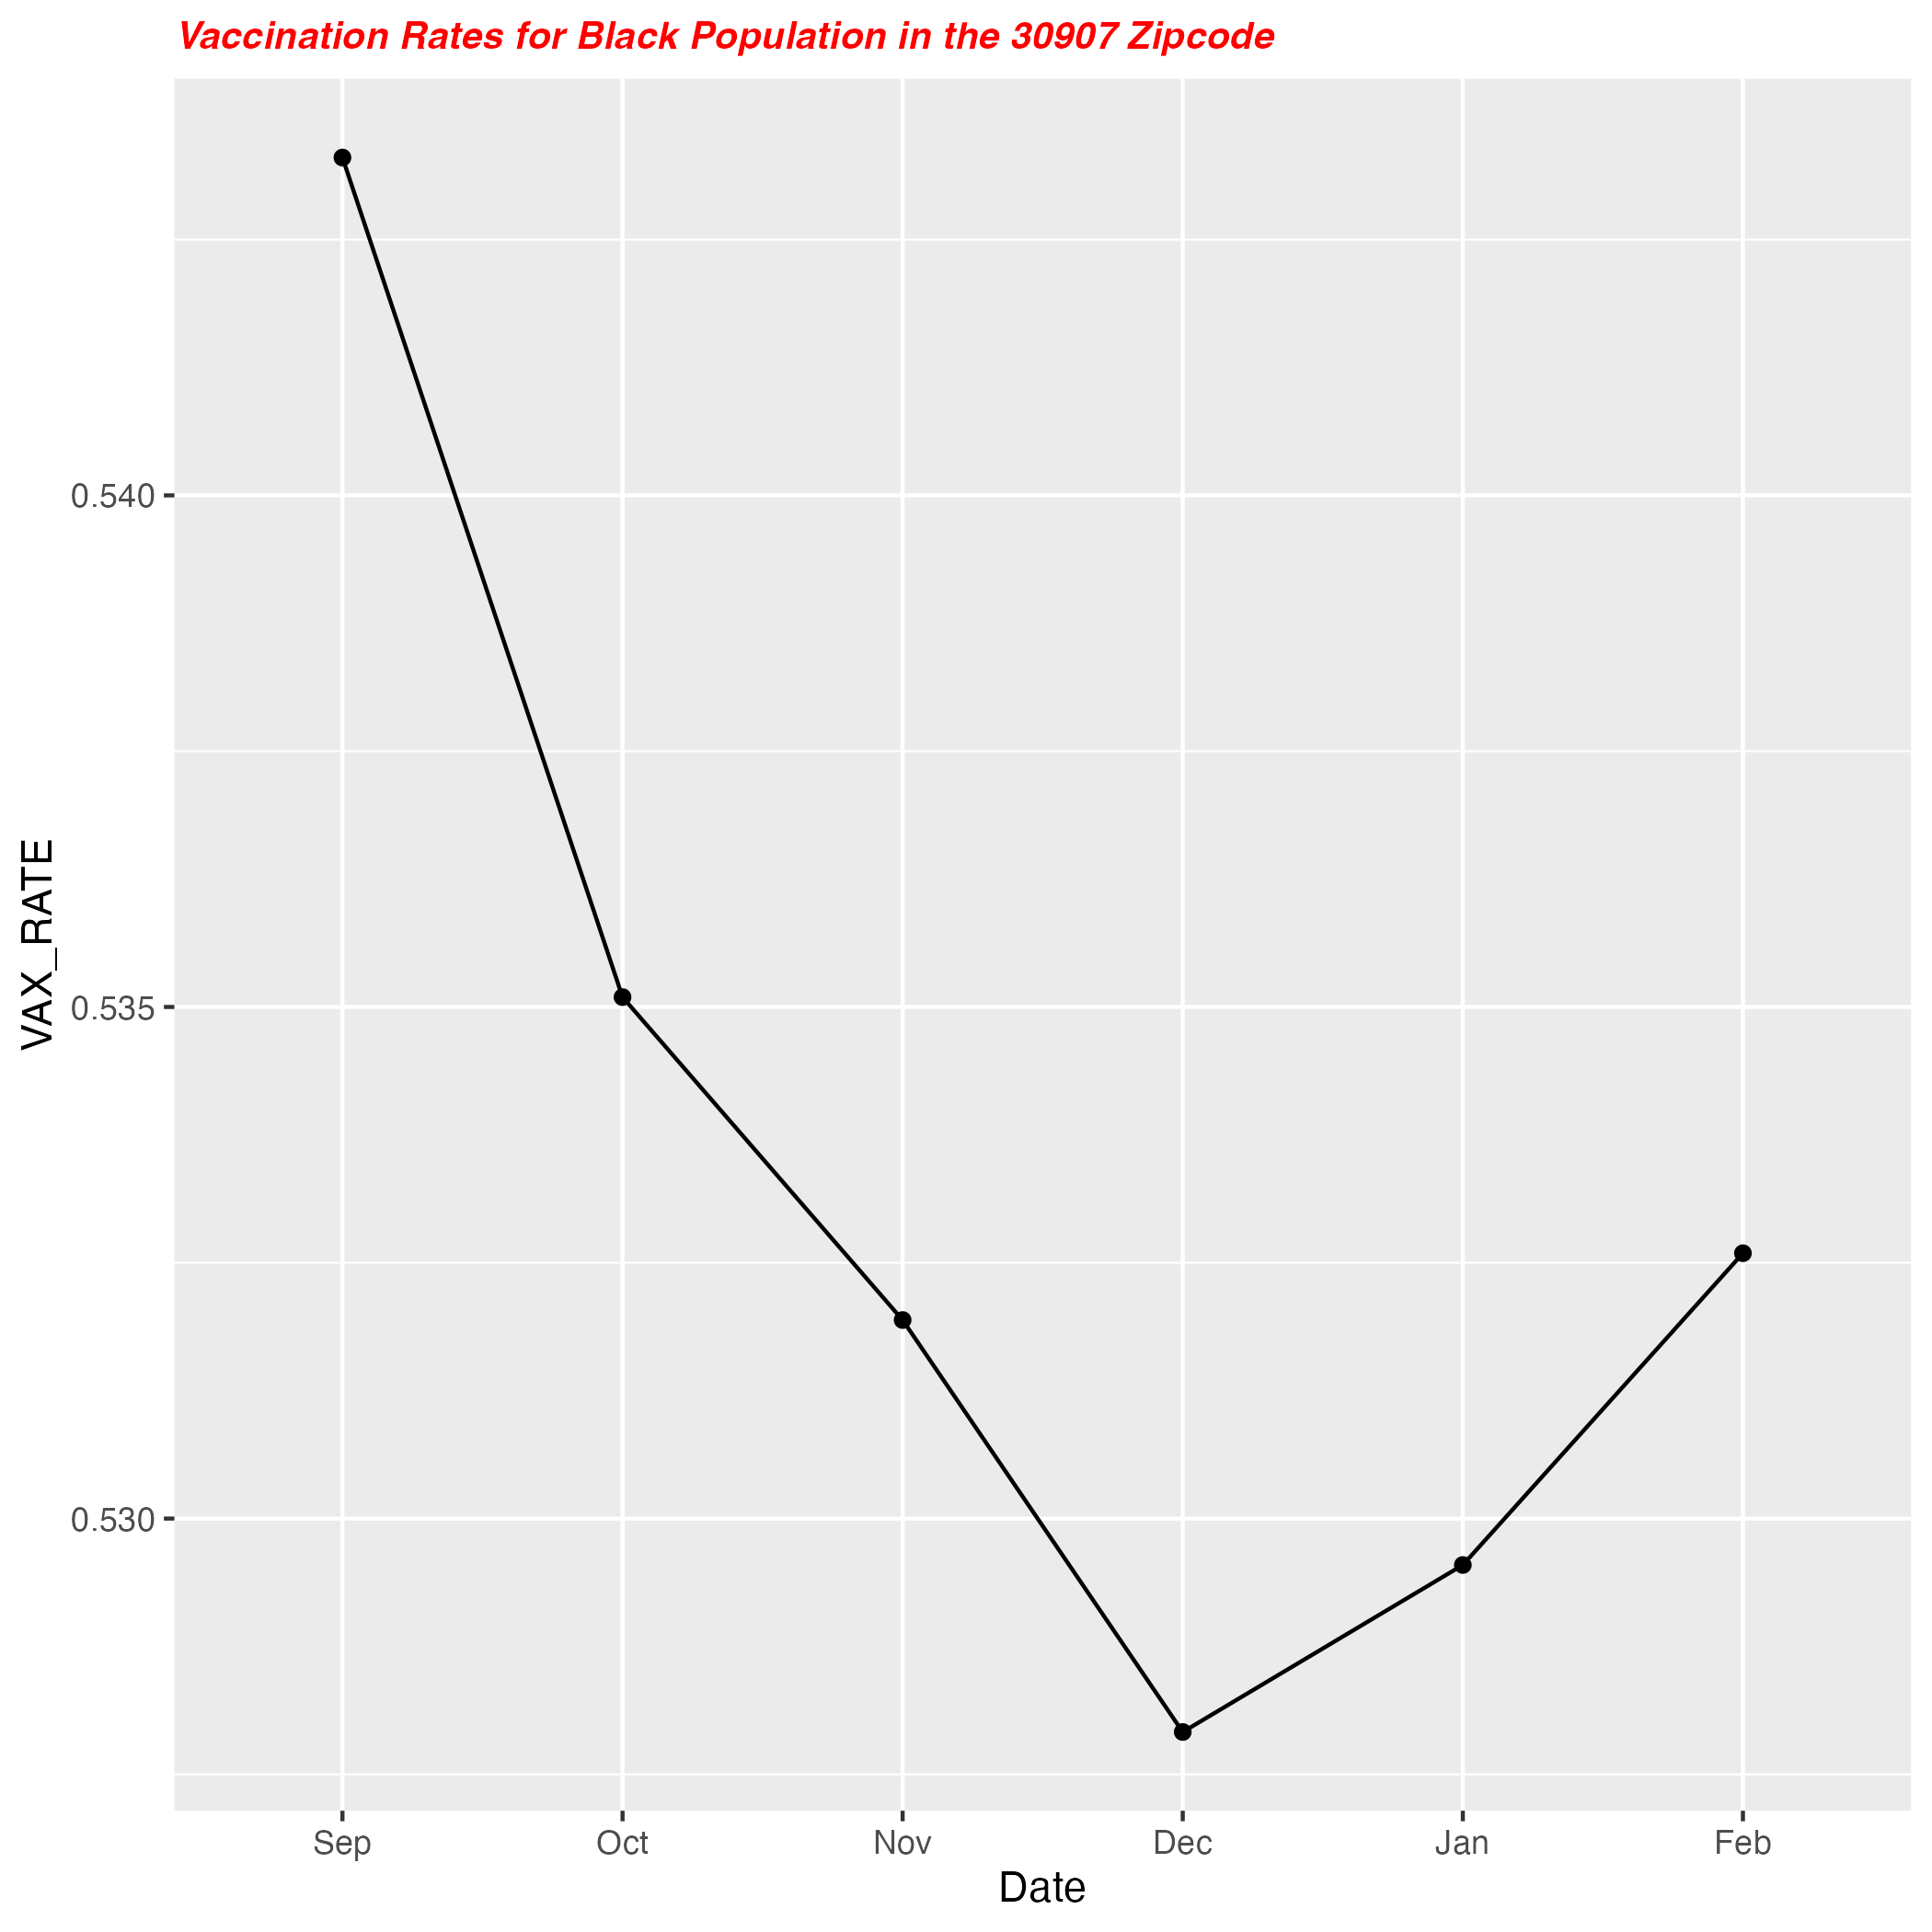 Vaccination Rates for Black Population in the 30907 Zipcode
VAX_RATE
0.540
0.535
0.530
Sep Oct Nov Dec Jan Feb
Date